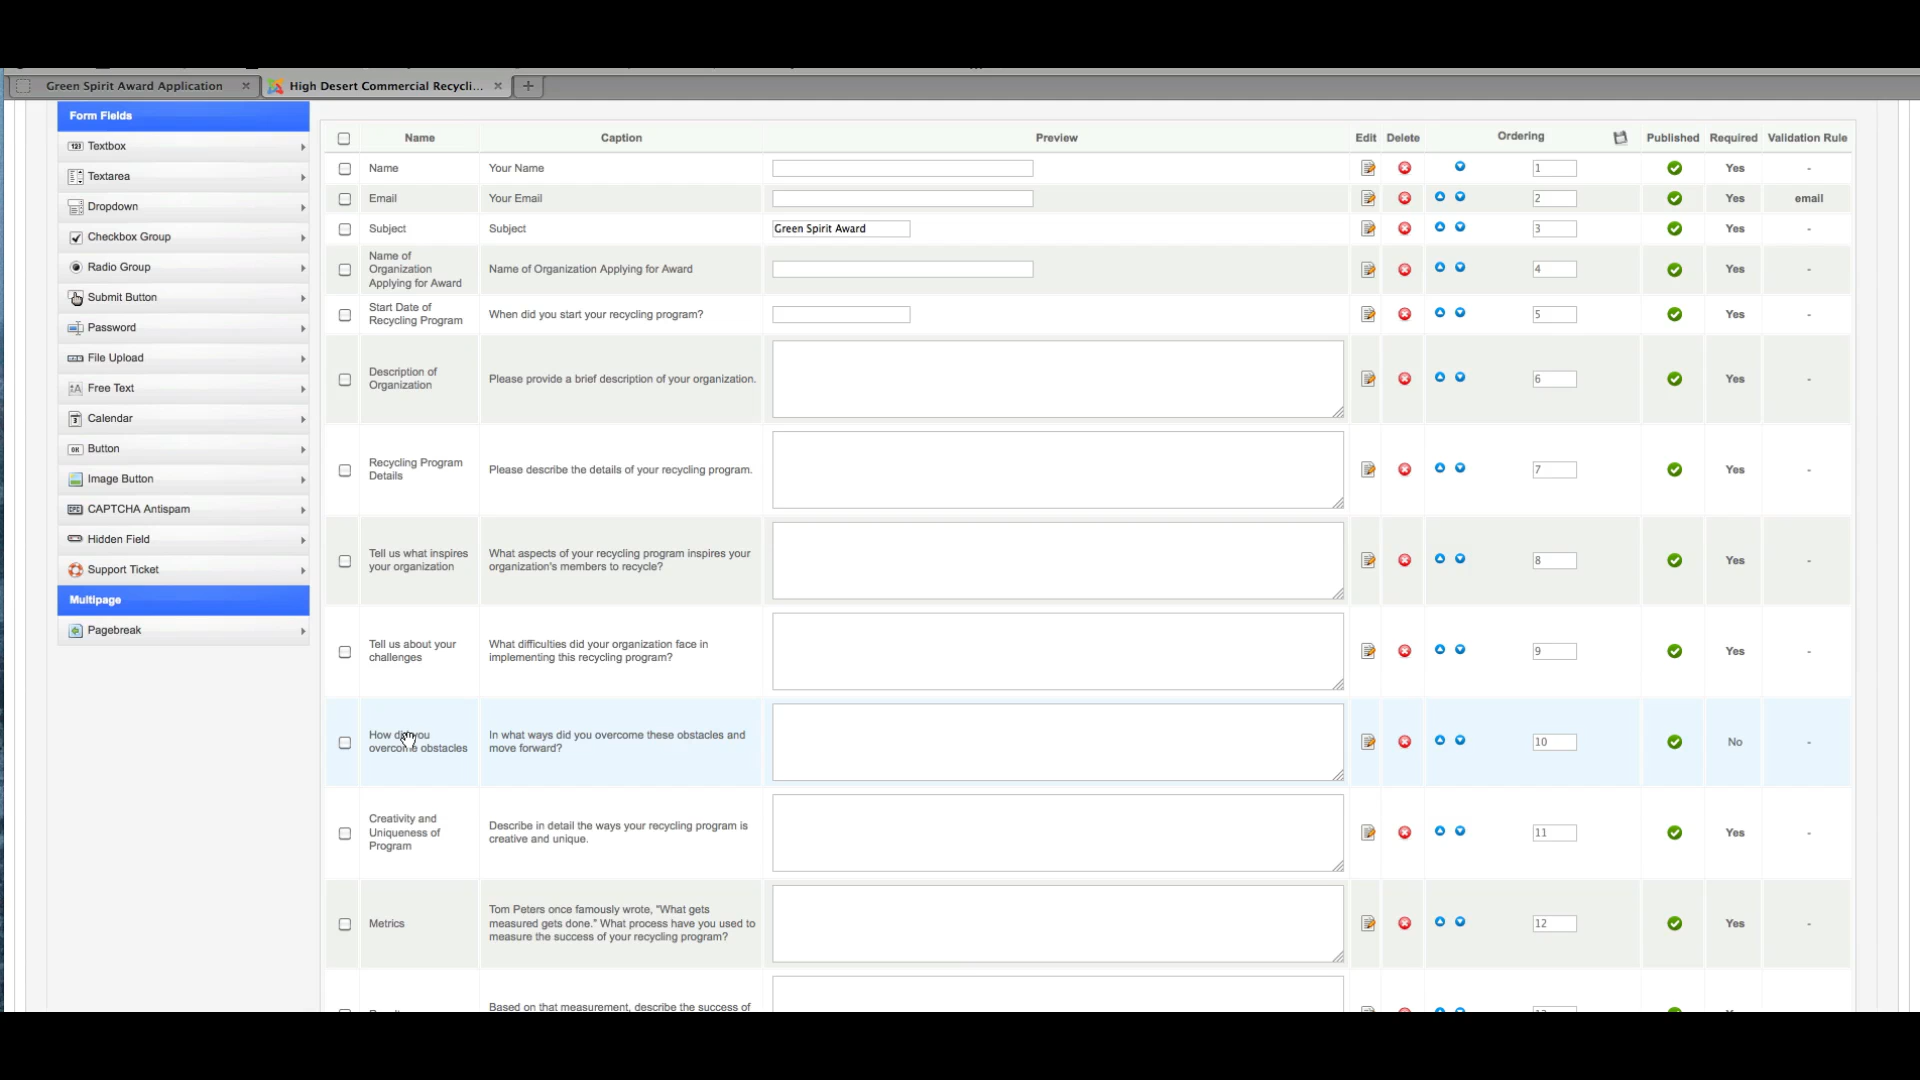 Green Spirit Award Application
High Desert Commercial Recycli...
Form Fields
Textbox
Textarea
Dropdown
Checkbox Group
Radio Group
Submit Button
Password
File Upload
Free Text
Calendar
Button
Image Button
CAPTCHA Antispam
Hidden Field
Support Ticket
Multipage
Pagebreak
Name Caption Preview Edit Delete Ordering Published Required Validation Rule
Name Your Name 1 Yes -
Email Your Email 2 Yes email
Subject Subject Green Spirit Award 3 Yes -
Name of
Organization
Applying for Award
Name of Organization Applying for Award 4 Yes -
Start Date of
Recycling Program
When did you start your recycling program? 5 Yes -
Description of
Organization
Please provide a brief description of your organization. 6 Yes -
Recycling Program
Details
Please describe the details of your recycling program. 7 Yes -
Tell us what inspires
your organization
What aspects of your recycling program inspires your
organization's members to recycle?
8 Yes -
Tell us about your
challenges
What difficulties did your organization face in
implementing this recycling program?
9 Yes -
How did you
overcome obstacles
In what ways did you overcome these obstacles and
move forward?
10 No -
Creativity and
Uniqueness of
Program
Describe in detail the ways your recycling program is
creative and unique.
11 Yes -
Metrics
Tom Peters once famously wrote, "What gets
measured gets done." What process have you used to
measure the success of your recycling program?
12 Yes -
Based on that measurement, describe the success of